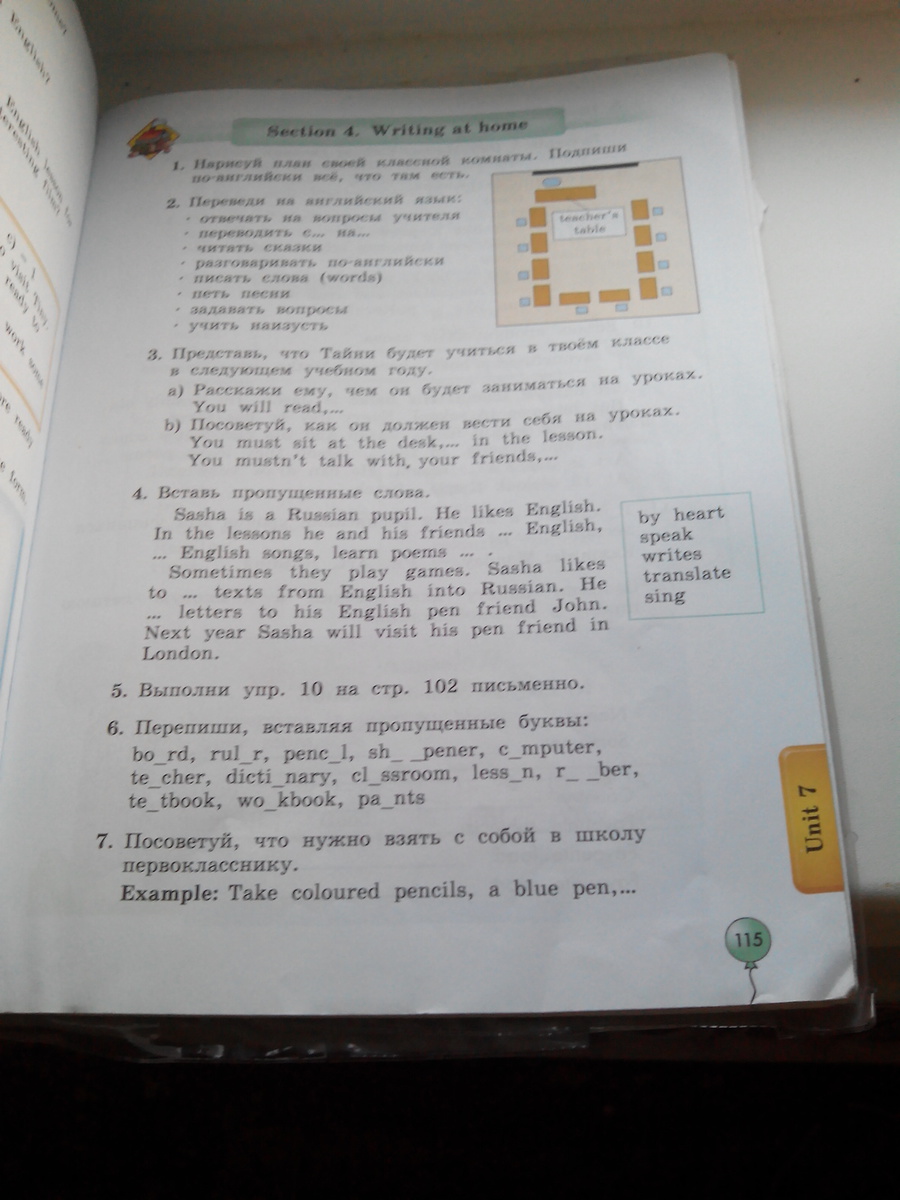 English?
English lesson for
c) – 1
ready to
work some
Section 4. Writing at home
1. Нарисуй план своей классной комнаты. Подпиши
по-английски всё, что там есть.
2. Переведи на английский язык:
· отвечать на вопросы учителя
· переводить с... на...
· читать сказки
· разговаривать по-английски
· писать слова (words)
· петь песни
· задавать вопросы
· учить наизусть
teacher's
table
3. Представь, что Тайни будет учиться в твоём классе
в следующем учебном году.
a) Расскажи ему, чем он будет заниматься на уроках.
You will read,...
b) Посоветуй, как он должен вести себя на уроках.
You must sit at the desk,... in the lesson.
You mustn't talk with, your friends,...
4. Вставь пропущенные слова.
Sasha is a Russian pupil. He likes English.
In the lessons he and his friends ... English,
... English songs, learn poems ... .
Sometimes they play games. Sasha likes
to ... texts from English into Russian. He
... letters to his English pen friend John.
Next year Sasha will visit his pen friend in
London.
by heart
speak
writes
translate
sing
5. Выполни упр. 10 на стр. 102 письменно.
6. Перепиши, вставляя пропущенные буквы:
bo_rd, rul_r, penc_l, sh_ _pener, c_mputer,
te_cher, dicti_nary, cl_ssroom, less_n, r_ _ber,
te_tbook, wo_kbook, pa_nts
7. Посоветуй, что нужно взять с собой в школу
первокласснику.
Example: Take coloured pencils, a blue pen,...
Unit 7
115